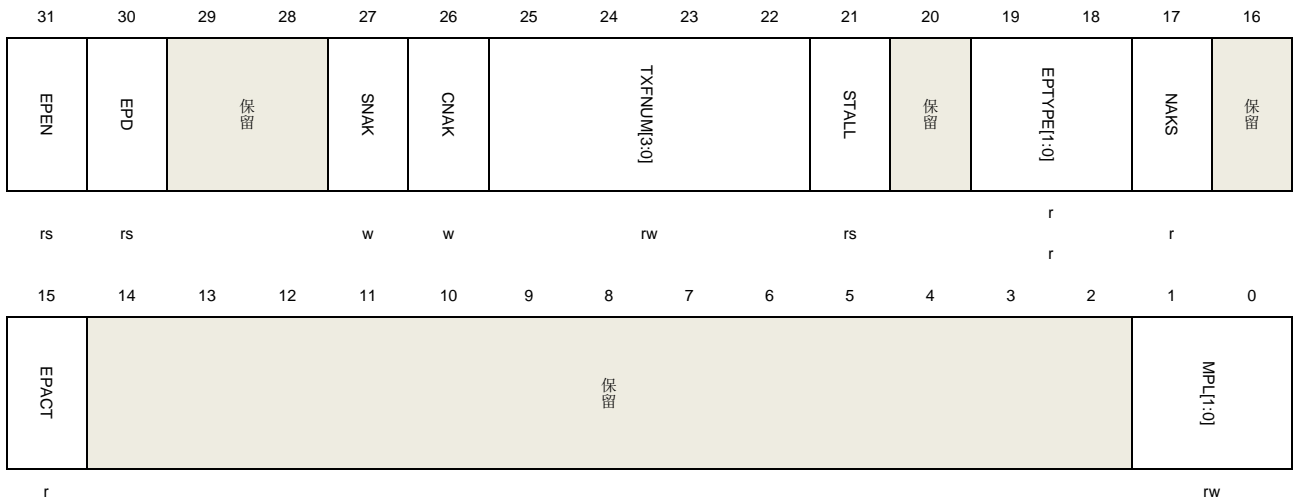 31 30 29 28 27 26 25 24 23 22 21 20 19 18 17 16
EPEN EPD 保留 SNAK CNAK TXFNUM[3:0] STALL 保留 EPTYPE[1:0] NAKS 保留
r
rs rs w w rw rs r
r
15 14 13 12 11 10 9 8 7 6 5 4 3 2 1 0
EPACT 保留 MPL[1:0]
r rw